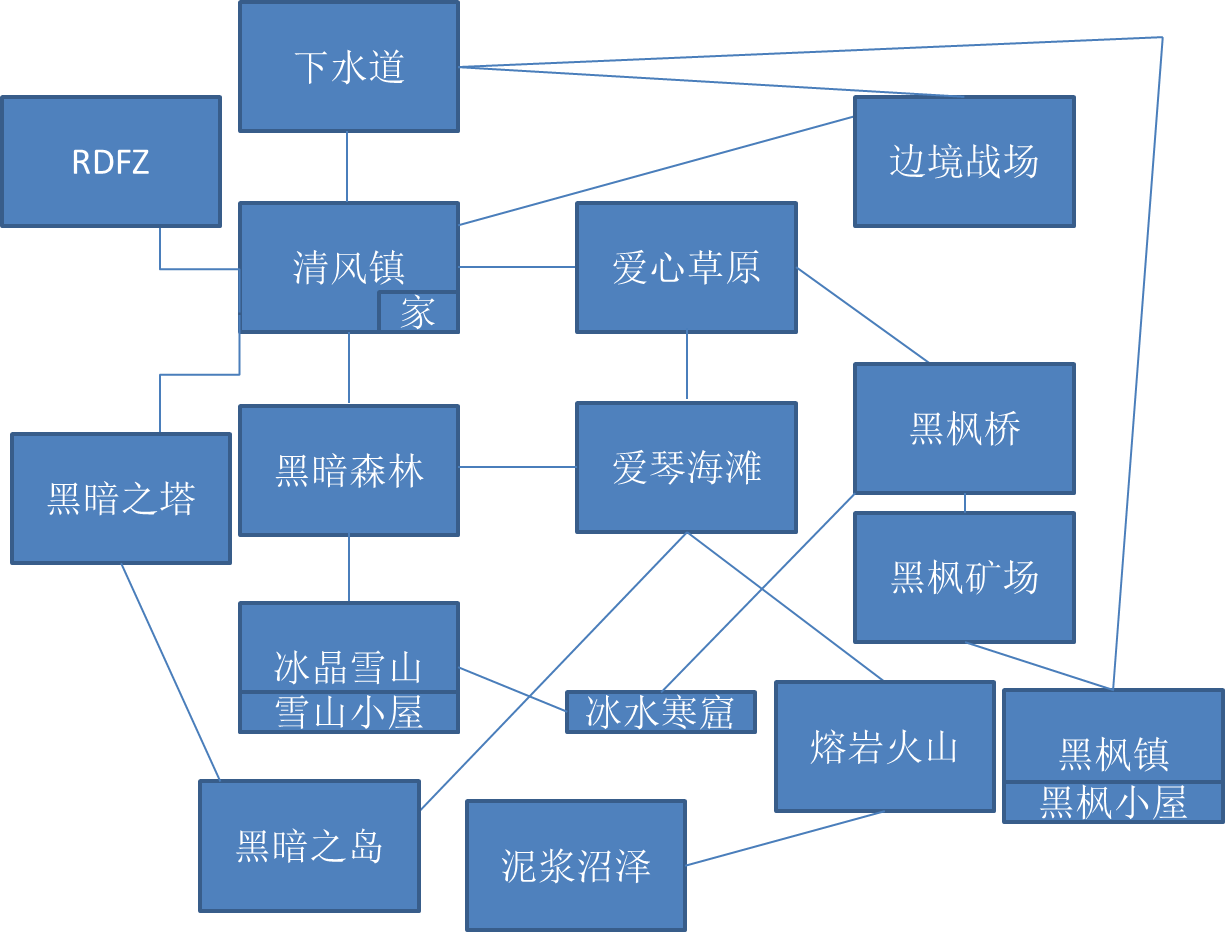 下水道
RDFZ
边境战场
清风镇
家
爱心草原
黑枫桥
黑暗之塔
黑暗森林
爱琴海滩
黑枫矿场
冰晶雪山
雪山小屋
冰水寒窟
熔岩火山
黑枫镇
黑枫小屋
黑暗之岛
泥浆沼泽